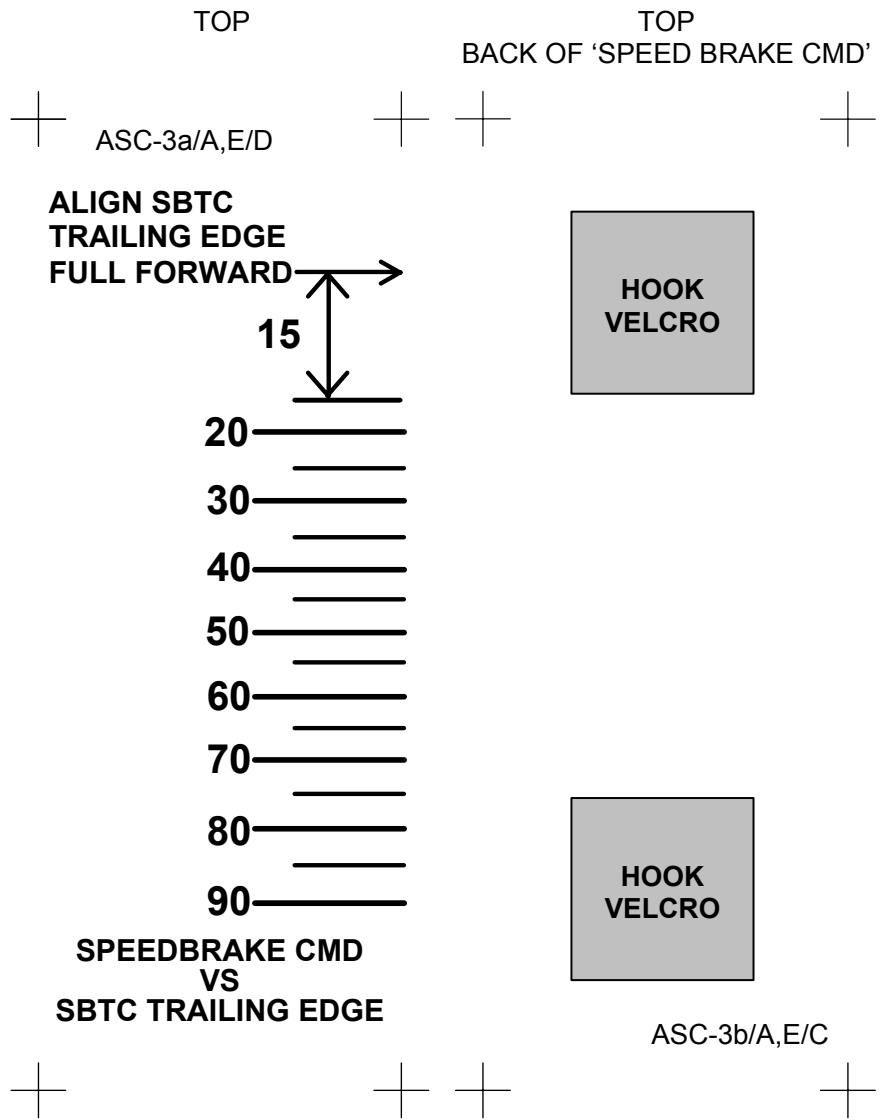 TOP
ASC-3a/A,E/D
ALIGN SBTC
TRAILING EDGE
FULL FORWARD
15
20
30
40
50
60
70
80
90
SPEEDBRAKE CMD
VS
SBTC TRAILING EDGE
TOP
BACK OF ‘SPEED BRAKE CMD’
HOOK
VELCRO
HOOK
VELCRO
ASC-3b/A,E/C